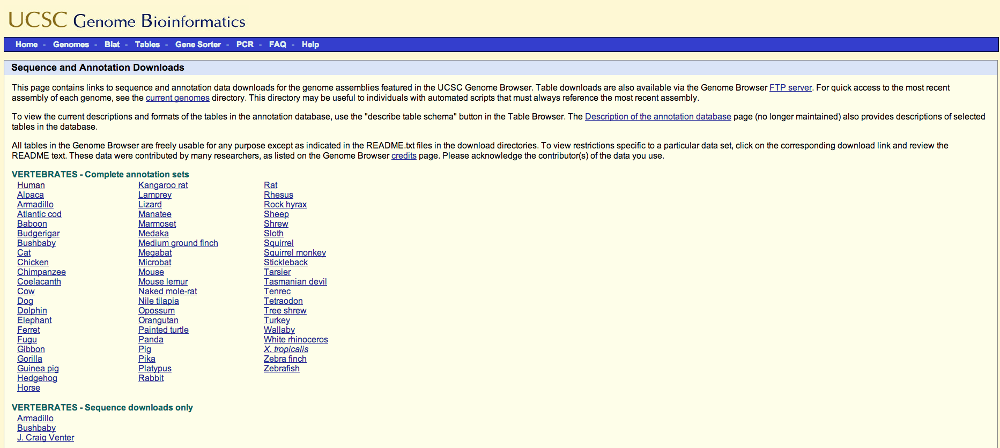 UCSC Genome Bioinformatics
Home - Genomes - Blat - Tables - Gene Sorter - PCR - FAQ - Help
Sequence and Annotation Downloads
This page contains links to sequence and annotation data downloads for the genome assemblies featured in the UCSC Genome Browser. Table downloads are also available via the Genome Browser FTP server. For quick access to the most recent
assembly of each genome, see the current genomes directory. This directory may be useful to individuals with automated scripts that must always reference the most recent assembly.
To view the current descriptions and formats of the tables in the annotation database, use the "describe table schema" button in the Table Browser. The Description of the annotation database page (no longer maintained) also provides descriptions of selected
tables in the database.
All tables in the Genome Browser are freely usable for any purpose except as indicated in the README.txt files in the download directories. To view restrictions specific to a particular data set, click on the corresponding download link and review the
README text. These data were contributed by many researchers, as listed on the Genome Browser credits page. Please acknowledge the contributor(s) of the data you use.
VERTEBRATES - Complete annotation sets
Human
Alpaca
Armadillo
Atlantic cod
Baboon
Budgerigar
Bushbaby
Cat
Chicken
Chimpanzee
Coelacanth
Cow
Dog
Dolphin
Elephant
Ferret
Fugu
Gibbon
Gorilla
Guinea pig
Hedgehog
Horse
Kangaroo rat
Lamprey
Lizard
Manatee
Marmoset
Medaka
Medium ground finch
Megabat
Microbat
Mouse
Mouse lemur
Naked mole-rat
Nile tilapia
Opossum
Orangutan
Painted turtle
Panda
Pig
Pika
Platypus
Rabbit
Rat
Rhesus
Rock hyrax
Sheep
Shrew
Sloth
Squirrel
Squirrel monkey
Stickleback
Tarsier
Tasmanian devil
Tenrec
Tetraodon
Tree shrew
Turkey
Wallaby
White rhinoceros
X. tropicalis
Zebra finch
Zebrafish
VERTEBRATES - Sequence downloads only
Armadillo
Bushbaby
J. Craig Venter